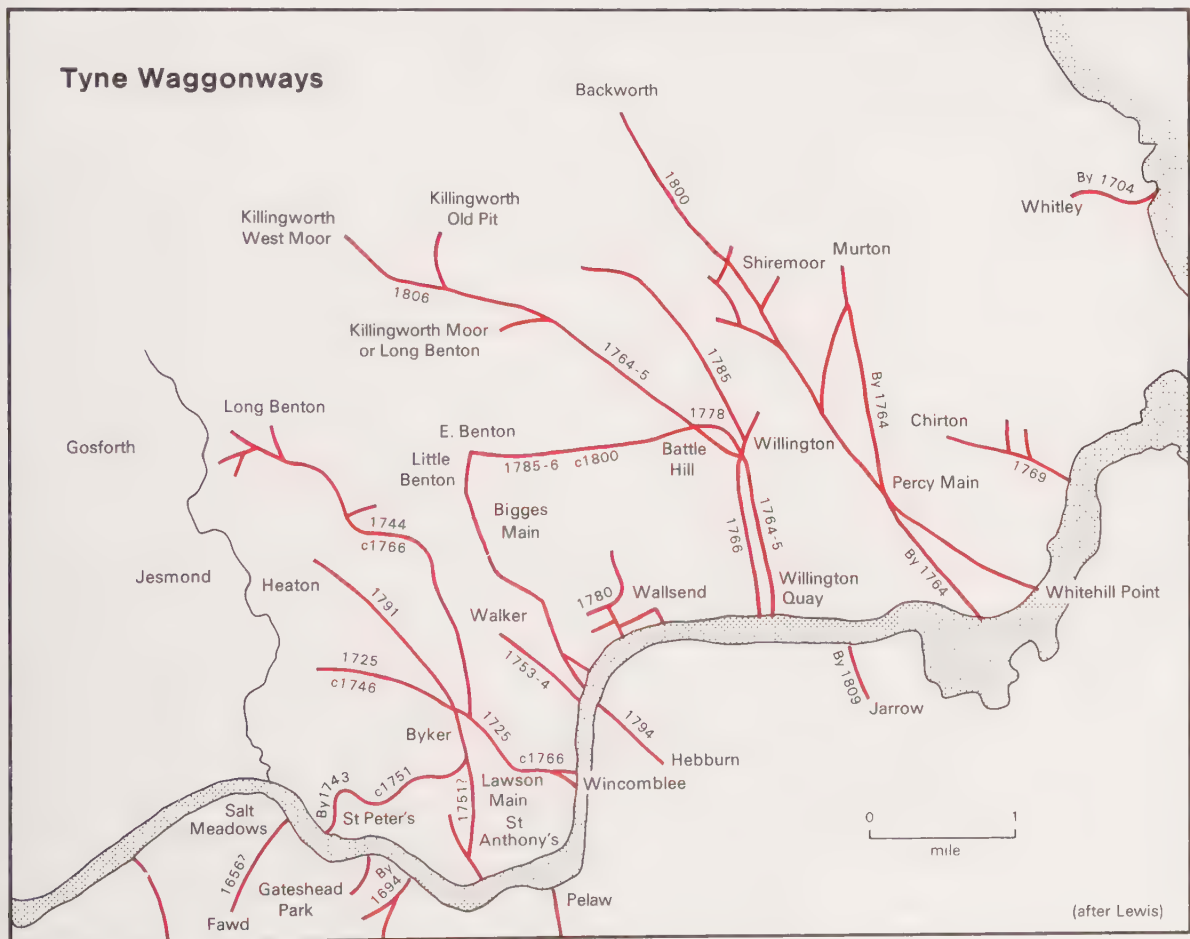 Tyne Waggonways
Backworth
1800
By 1704
Whitley
Killingworth
Old Pit
Killingworth
West Moor
1806
Shiremoor
Murton
Killingworth Moor
or Long Benton
1764-5
1785
By 1764
Long Benton
Gosforth
E. Benton
1778
Willington
Chirton
1769
Little
Benton
1785-6
c1800
Battle
Hill
Percy Main
Bigges
Main
1744
c1766
1766
1764-5
Jesmond
Heaton
1791
1780
Wallsend
Willington
Quay
By 1764
Whitehill Point
Walker
1753-4
1725
c1746
By 1809
Jarrow
1725
1794
Hebburn
Byker
c1766
Wincomblee
Lawson
Main
By 1743
c1751
1751?
St Peter's
St
Anthony's
Salt
Meadows
1656?
Gateshead
Park
By
1694
Fawd
Pelaw
0
1
mile
(after Lewis)